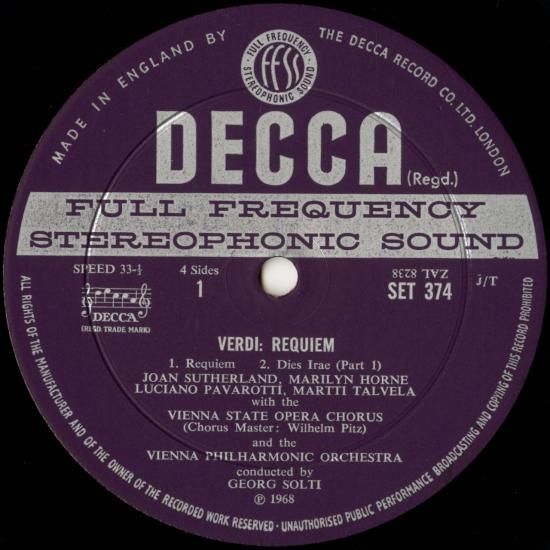 MADE IN ENGLAND BY
THE DECCA RECORD CO. LTD. LONDON
FULL FREQUENCY
ffss
STEREOPHONIC SOUND
DECCA (Regd.)
FULL FREQUENCY
STEREOPHONIC SOUND
SPEED 33-⅓
4 Sides
1
ZAL 8238
SET 374
J/T
DECCA
(REGD. TRADE MARK)
VERDI: REQUIEM
1. Requiem 2. Dies Irae (Part 1)
JOAN SUTHERLAND, MARILYN HORNE
LUCIANO PAVAROTTI, MARTTI TALVELA
with the
VIENNA STATE OPERA CHORUS
(Chorus Master: Wilhelm Pitz)
and the
VIENNA PHILHARMONIC ORCHESTRA
conducted by
GEORG SOLTI
℗ 1968
ALL RIGHTS OF THE MANUFACTURER AND OF THE OWNER OF THE RECORDED WORK RESERVED · UNAUTHORISED PUBLIC PERFORMANCE BROADCASTING AND COPYING OF THIS RECORD PROHIBITED